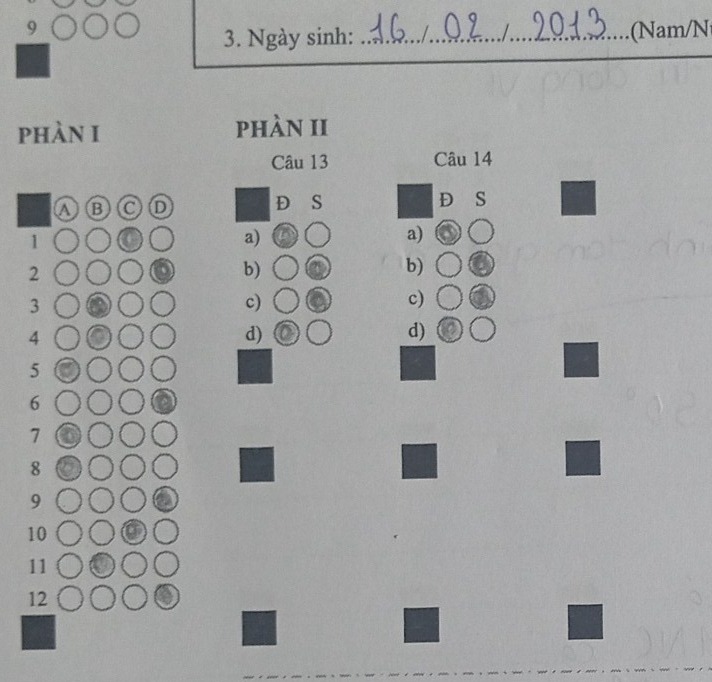 9
3. Ngày sinh: 16 / 02 / 2013 (Nam/N
PHẦN I
PHẦN II
Câu 13
Câu 14
A B C D
Đ S
Đ S
1
a)
a)
2
b)
b)
3
c)
c)
4
d)
d)
5
6
7
8
9
10
11
12